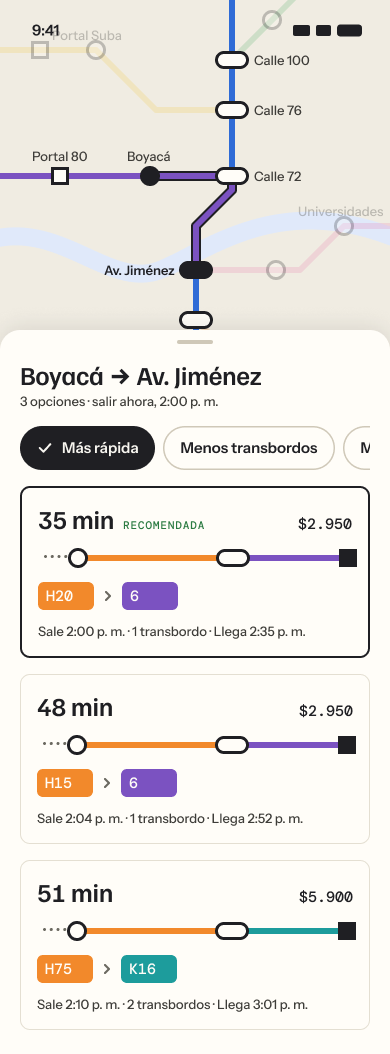 9:41
Portal Suba
Calle 100
Calle 76
Portal 80
Boyacá
Calle 72
Universidades
Av. Jiménez
Boyacá → Av. Jiménez
3 opciones · salir ahora, 2:00 p. m.
Más rápida
Menos transbordos
M
35 min RECOMENDADA $2.950
H20 > 6
Sale 2:00 p. m. · 1 transbordo · Llega 2:35 p. m.
48 min $2.950
H15 > 6
Sale 2:04 p. m. · 1 transbordo · Llega 2:52 p. m.
51 min $5.900
H75 > K16
Sale 2:10 p. m. · 2 transbordos · Llega 3:01 p. m.